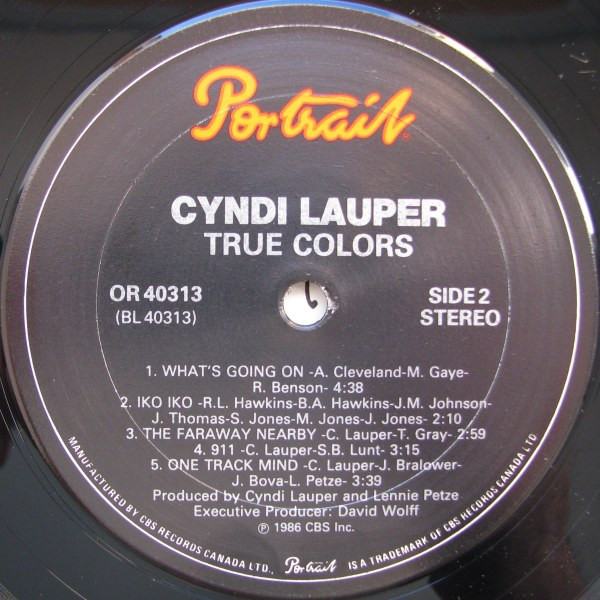 Portrait
CYNDI LAUPER
TRUE COLORS
OR 40313
(BL 40313)
SIDE 2
STEREO
1. WHAT'S GOING ON -A. Cleveland-M. Gaye-
R. Benson- 4:38
2. IKO IKO -R.L. Hawkins-B.A. Hawkins-J.M. Johnson-
J. Thomas-S. Jones-M. Jones-J. Jones- 2:10
3. THE FARAWAY NEARBY -C. Lauper-T. Gray- 2:59
4. 911 -C. Lauper-S.B. Lunt- 3:15
5. ONE TRACK MIND -C. Lauper-J. Bralower-
J. Bova-L. Petze- 3:39
Produced by Cyndi Lauper and Lennie Petze
Executive Producer: David Wolff
℗ 1986 CBS Inc.
MANUFACTURED BY CBS RECORDS CANADA LTD., Portrait IS A TRADEMARK OF CBS RECORDS CANADA LTD